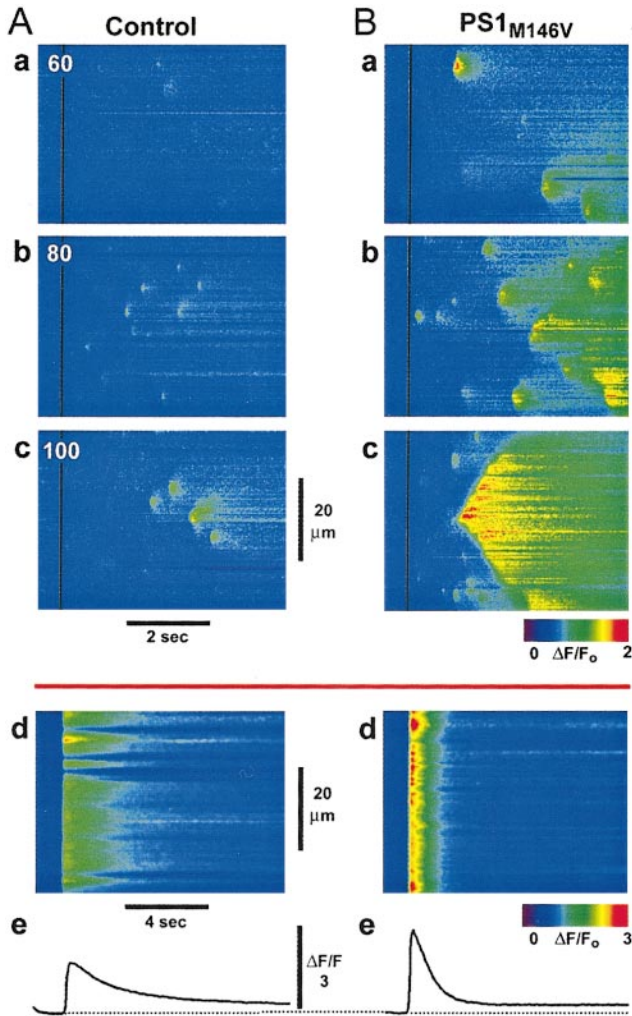 A Control
B PS1M146V
a 60
a
b 80
b
c 100
c
20
μm
2 sec
0 ΔF/Fo 2
d
d
20
μm
4 sec
0 ΔF/Fo 3
e
ΔF/F
3
e